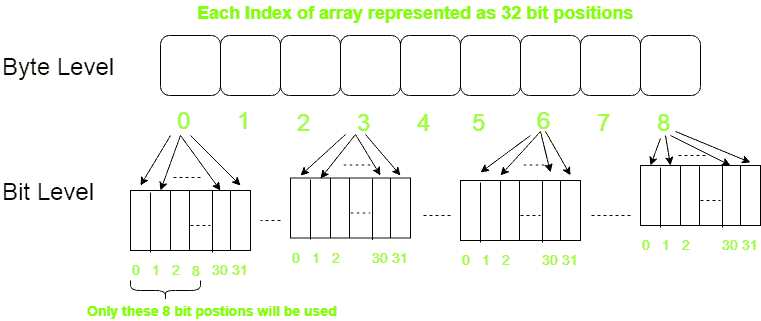 Each Index of array represented as 32 bit positions
Byte Level
0 1 2 3 4 5 6 7 8
Bit Level
0 1 2 8 30 31
0 1 2 30 31
0 1 2 30 31
0 1 2 30 31
Only these 8 bit postions will be used